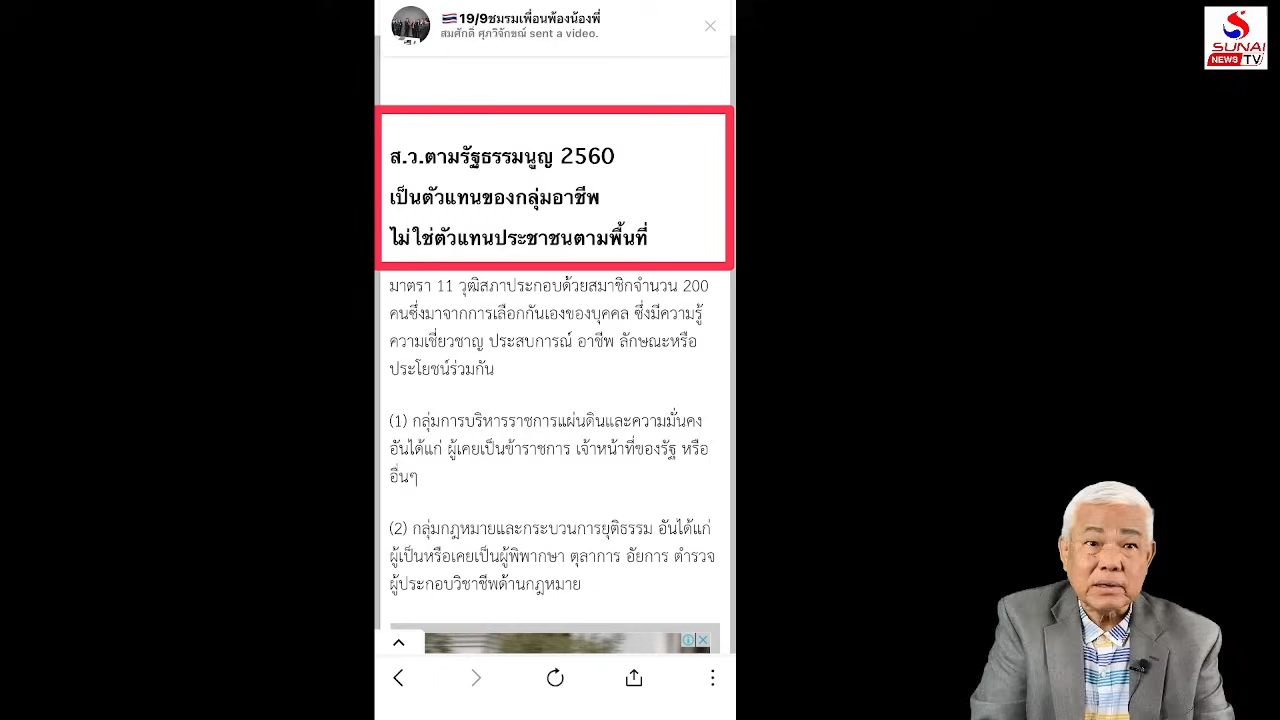 🇹🇭19/9ชมรมเพื่อนพ้องน้องพี่
สมศักดิ์ ศุภวิจักขณ์ sent a video.
SUNAI
NEWS TV
ส.ว.ตามรัฐธรรมนูญ 2560
เป็นตัวแทนของกลุ่มอาชีพ
ไม่ใช่ตัวแทนประชาชนตามพื้นที่
มาตรา 11 วุฒิสภาประกอบด้วยสมาชิกจำนวน 200
คนซึ่งมาจากการเลือกกันเองของบุคคล ซึ่งมีความรู้
ความเชี่ยวชาญ ประสบการณ์ อาชีพ ลักษณะหรือ
ประโยชน์ร่วมกัน
(1) กลุ่มการบริหารราชการแผ่นดินและความมั่นคง
อันได้แก่ ผู้เคยเป็นข้าราชการ เจ้าหน้าที่ของรัฐ หรือ
อื่นๆ
(2) กลุ่มกฎหมายและกระบวนการยุติธรรม อันได้แก่
ผู้เป็นหรือเคยเป็นผู้พิพากษา ตุลาการ อัยการ ตำรวจ
ผู้ประกอบวิชาชีพด้านกฎหมาย